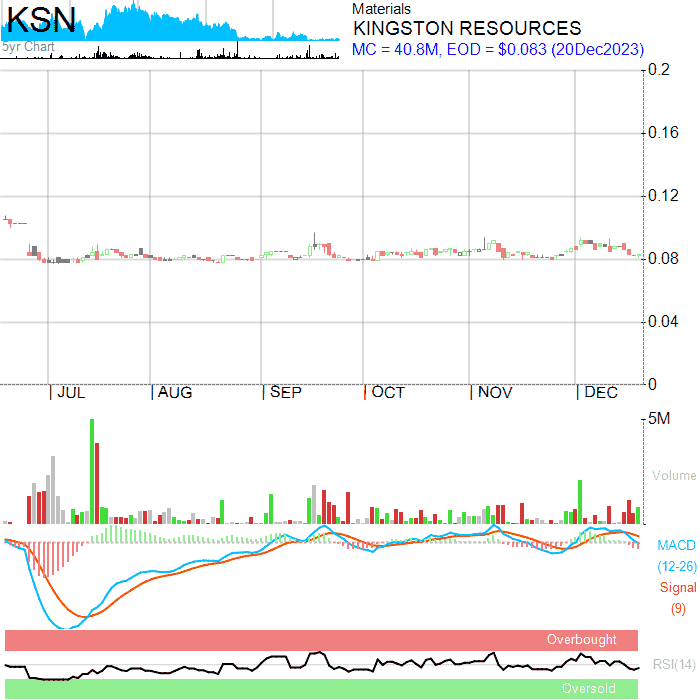 KSN
5yr Chart
Materials
KINGSTON RESOURCES
MC = 40.8M, EOD = $0.083 (20Dec2023)
0.2
0.16
0.12
0.08
0.04
0
JUL AUG SEP OCT NOV DEC
5M
Volume
MACD
(12-26)
Signal
(9)
Overbought
RSI(14)
Oversold